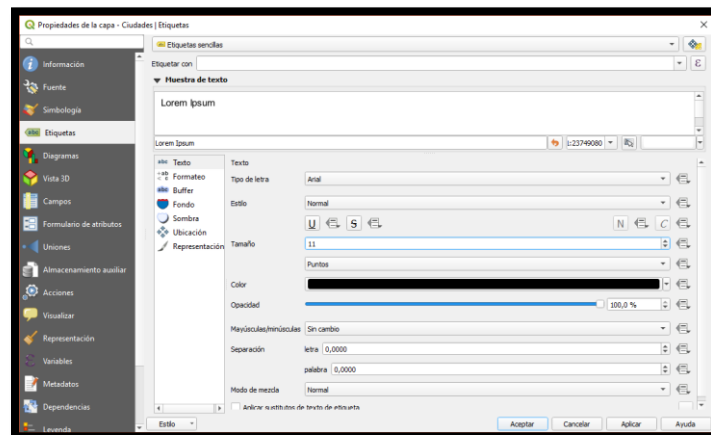 Propiedades de la capa - Ciudades | Etiquetas
Etiquetas sencillas
Información
Etiquetar con
Fuente
Muestra de texto
Simbología
Lorem Ipsum
Etiquetas
Lorem Ipsum
1:23749080
Diagramas
abc Texto
Texto
Vista 3D
Formateo
Tipo de letra
Arial
Campos
abc Buffer
Fondo
Estilo
Normal
Formulario de atributos
Sombra
U S N C
Ubicación
Uniones
Representación
Tamaño
11
Almacenamiento auxiliar
Puntos
Acciones
Color
Opacidad
100,0 %
Visualizar
Mayúsculas/minúsculas
Sin cambio
Representación
Separación
letra 0,0000
Variables
palabra 0,0000
Metadatos
Modo de mezcla
Normal
Dependencias
Aplicar sustitutos de texto de etiqueta
Leyenda
Estilo
Aceptar
Cancelar
Aplicar
Ayuda